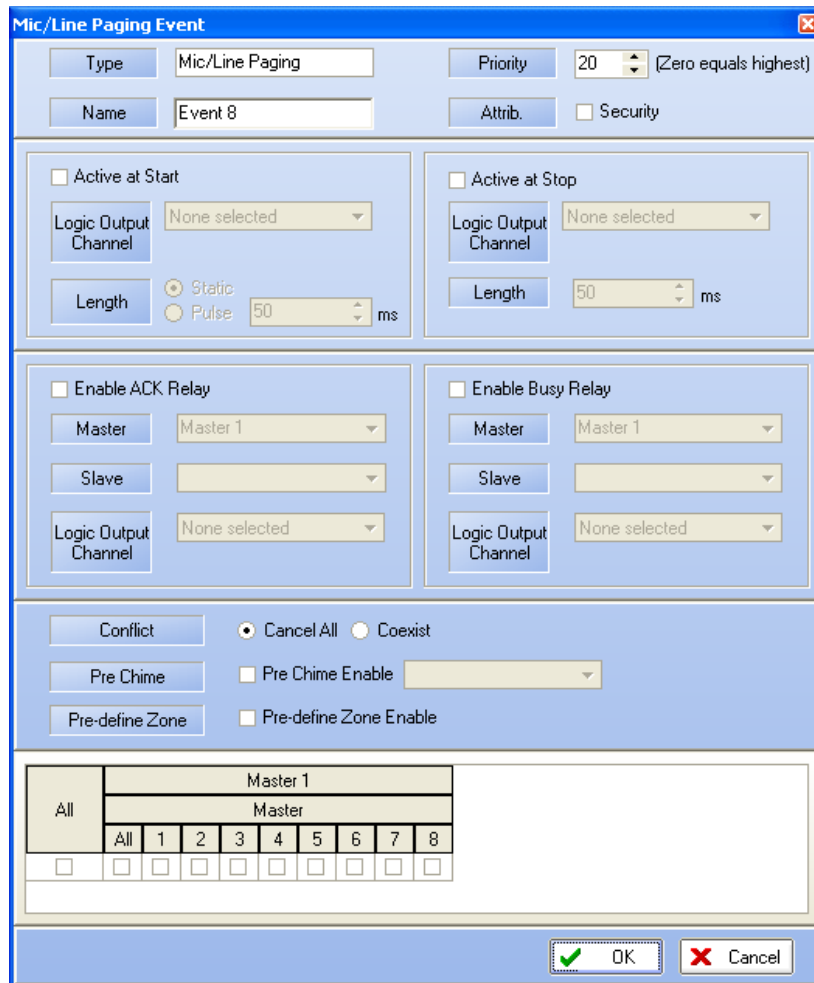 Mic/Line Paging Event
Type Mic/Line Paging Priority 20 (Zero equals highest)
Name Event 8 Attrib. Security
Active at Start
Logic Output Channel None selected
Length Static Pulse 50 ms
Active at Stop
Logic Output Channel None selected
Length 50 ms
Enable ACK Relay
Master Master 1
Slave
Logic Output Channel None selected
Enable Busy Relay
Master Master 1
Slave
Logic Output Channel None selected
Conflict Cancel All Coexist
Pre Chime Pre Chime Enable
Pre-define Zone Pre-define Zone Enable
All Master 1
Master
All 1 2 3 4 5 6 7 8
OK Cancel